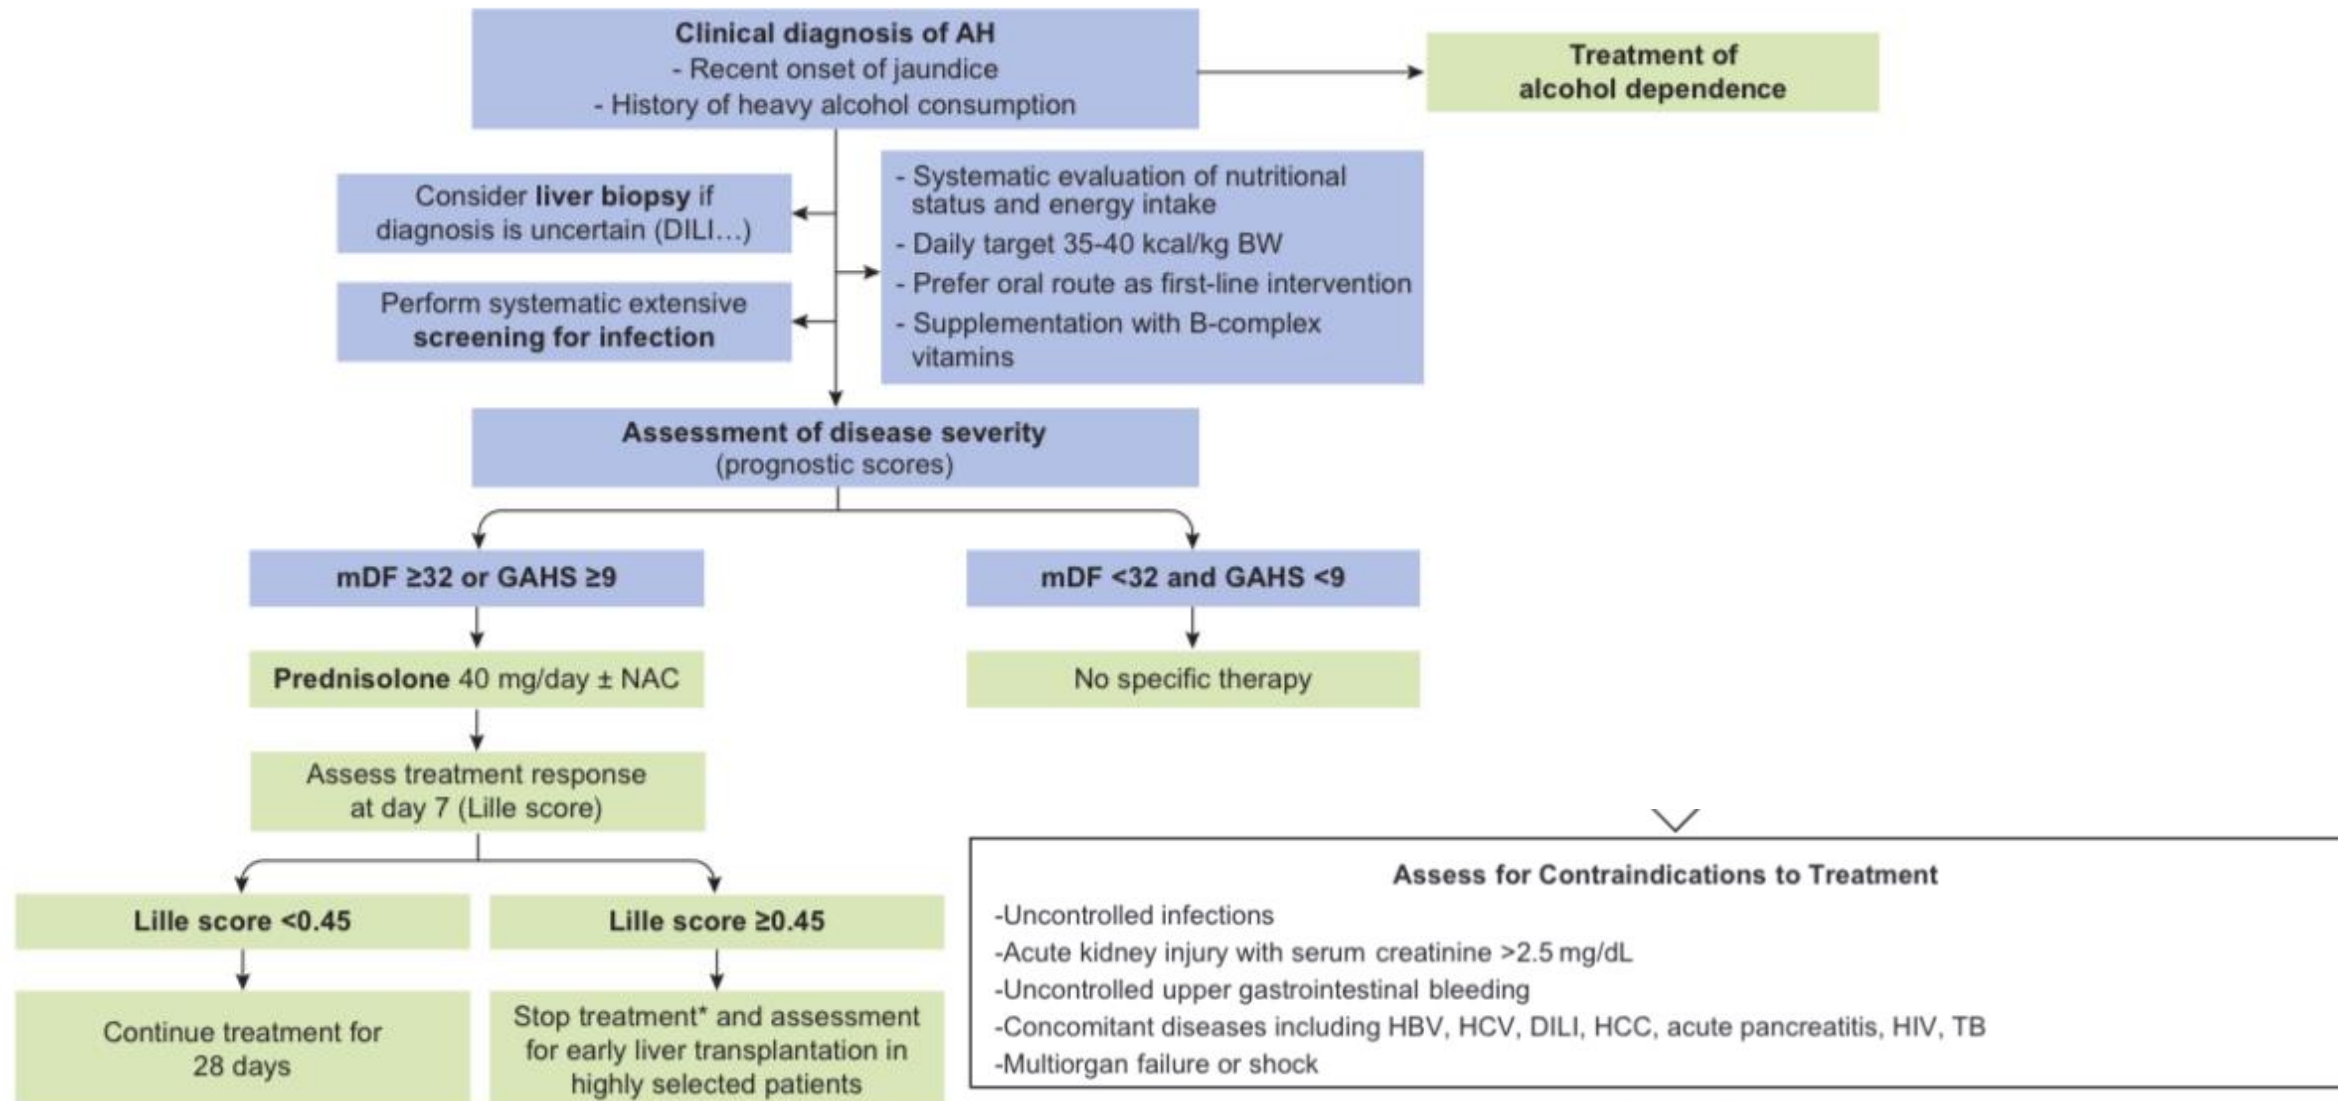 Clinical diagnosis of AH
- Recent onset of jaundice
- History of heavy alcohol consumption
Treatment of
alcohol dependence
Consider liver biopsy if
diagnosis is uncertain (DILI...)
Perform systematic extensive
screening for infection
- Systematic evaluation of nutritional
status and energy intake
- Daily target 35-40 kcal/kg BW
- Prefer oral route as first-line intervention
- Supplementation with B-complex
vitamins
Assessment of disease severity
(prognostic scores)
mDF ≥32 or GAHS ≥9
mDF <32 and GAHS <9
Prednisolone 40 mg/day ± NAC
No specific therapy
Assess treatment response
at day 7 (Lille score)
Lille score <0.45
Lille score ≥0.45
Continue treatment for
28 days
Stop treatment* and assessment
for early liver transplantation in
highly selected patients
Assess for Contraindications to Treatment
-Uncontrolled infections
-Acute kidney injury with serum creatinine >2.5 mg/dL
-Uncontrolled upper gastrointestinal bleeding
-Concomitant diseases including HBV, HCV, DILI, HCC, acute pancreatitis, HIV, TB
-Multiorgan failure or shock